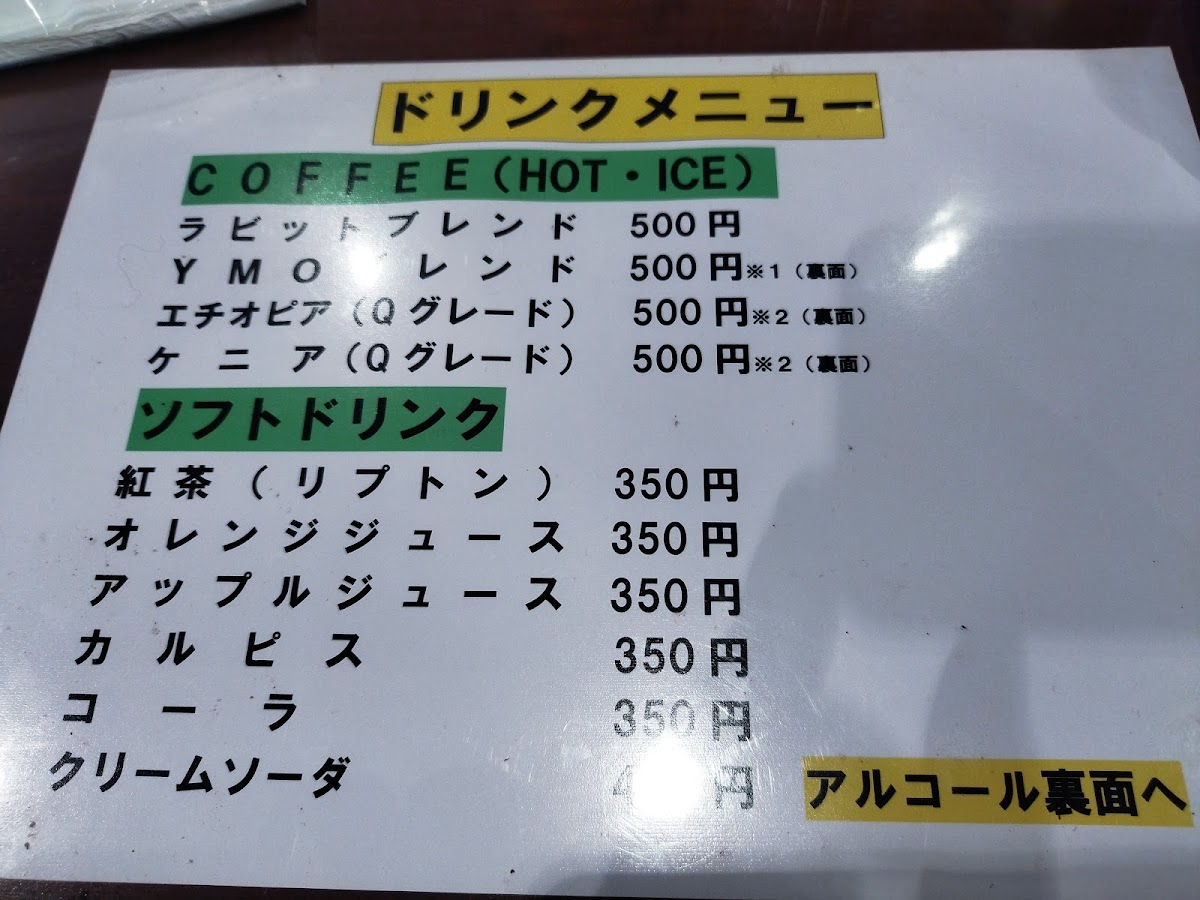 ドリンクメニュー
COFFEE(HOT・ICE)
ラビットブレンド 500円
YMO レンド 500円※1(裏面)
エチオピア(Qグレード) 500円※2(裏面)
ケニア(Qグレード) 500円※2(裏面)
ソフトドリンク
紅茶(リプトン) 350円
オレンジジュース 350円
アップルジュース 350円
カルピス 350円
コーラ 350円
クリームソーダ 円
アルコール裏面へ